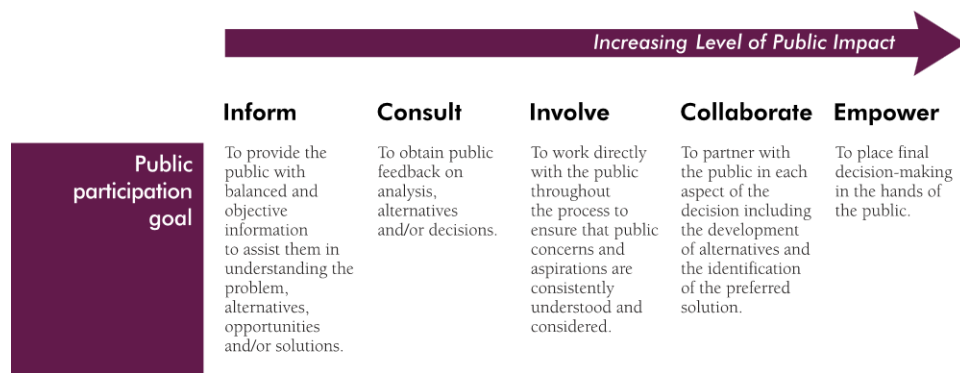 Increasing Level of Public Impact
Inform
Consult
Involve
Collaborate
Empower
Public
participation
goal
To provide the
public with
balanced and
objective
information
to assist them in
understanding the
problem,
alternatives,
opportunities
and/or solutions.
To obtain public
feedback on
analysis,
alternatives
and/or decisions.
To work directly
with the public
throughout
the process to
ensure that public
concerns and
aspirations are
consistently
understood and
considered.
To partner with
the public in each
aspect of the
decision including
the development
of alternatives and
the identification
of the preferred
solution.
To place final
decision-making
in the hands of
the public.